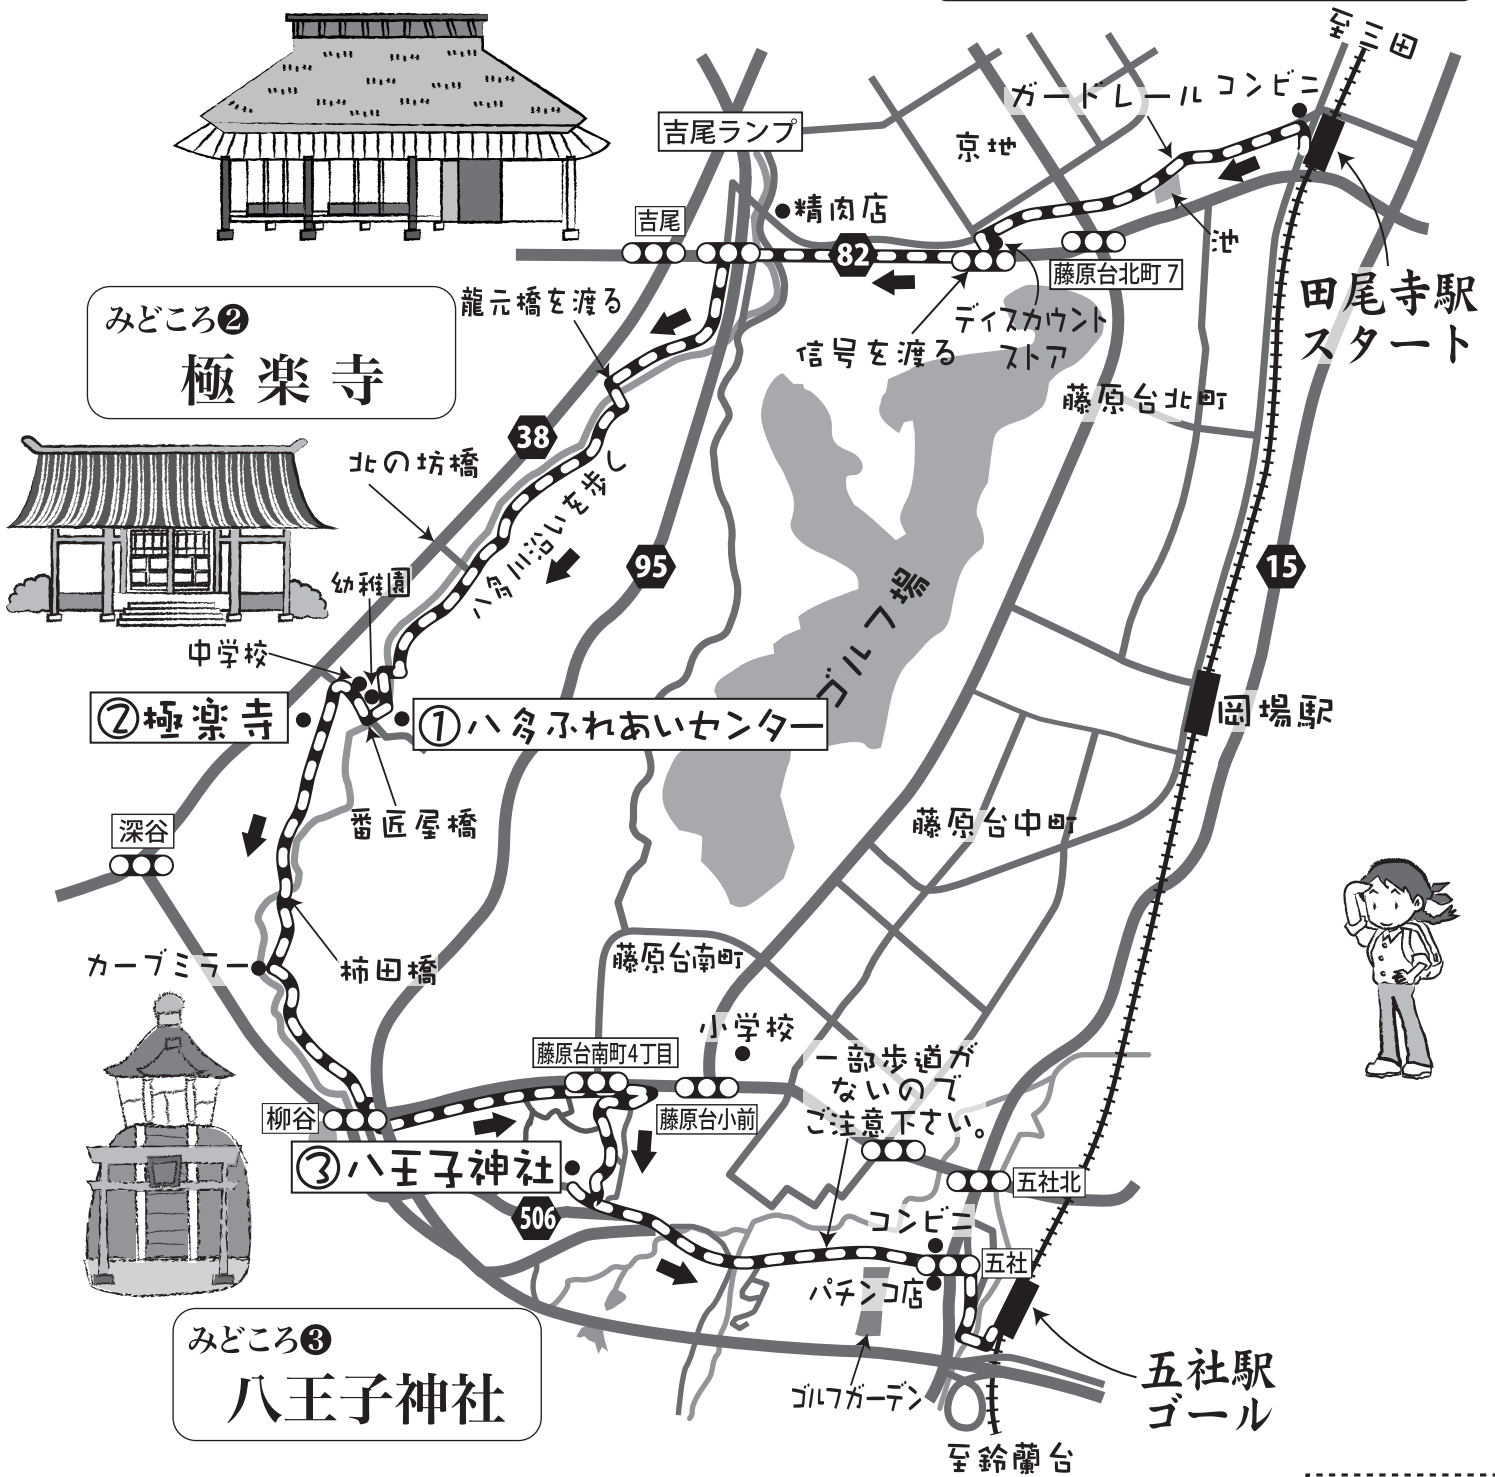 至三田
ガードレール
コンビニ
吉尾ランプ
京地
精肉店
吉尾
82
池
藤原台北町7
田尾寺駅
スタート
龍元橋を渡る
みどころ❷
極楽寺
ディスカウント
ストア
信号を渡る
藤原台北町
38
北の坊橋
八多川沿いを歩く
95
15
ゴルフ場
幼稚園
中学校
②極楽寺
①八多ふれあいセンター
岡場駅
番匠屋橋
深谷
藤原台中町
カーブミラー
柿田橋
藤原台南町
小学校
藤原台南町4丁目
一部歩道が
ないので
ご注意下さい。
柳谷
藤原台小前
③八王子神社
五社北
506
コンビニ
五社
パチンコ店
みどころ❸
八王子神社
ゴルフガーデン
五社駅
ゴール
至鈴蘭台